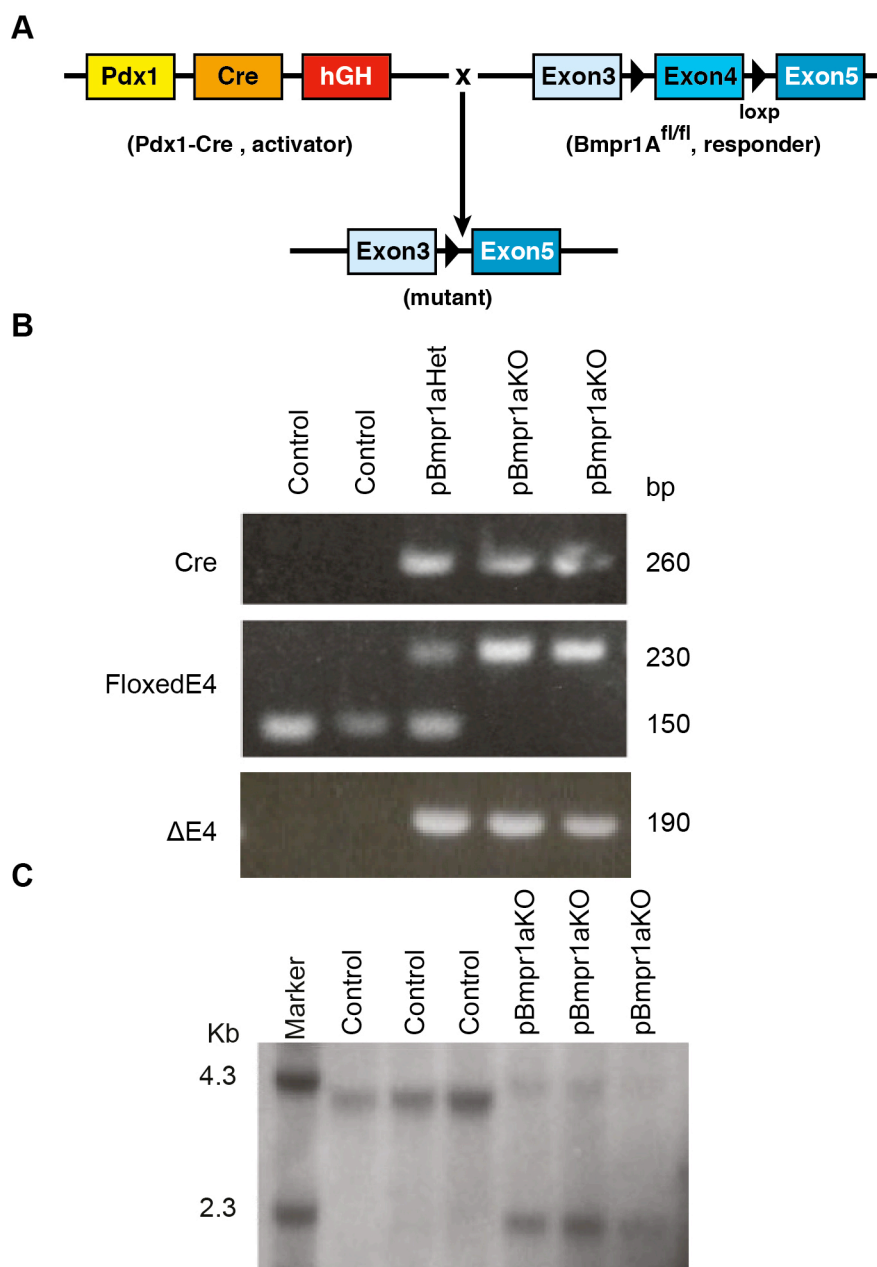 A
Pdx1 Cre hGH x Exon3 Exon4 Exon5
loxp
(Pdx1-Cre , activator) (Bmpr1A^fl/fl, responder)
Exon3 Exon5
(mutant)
B
Control Control pBmpr1aHet pBmpr1aKO pBmpr1aKO bp
Cre 260
FloxedE4 230
150
ΔE4 190
C
Kb Marker Control Control Control pBmpr1aKO pBmpr1aKO pBmpr1aKO
4.3
2.3